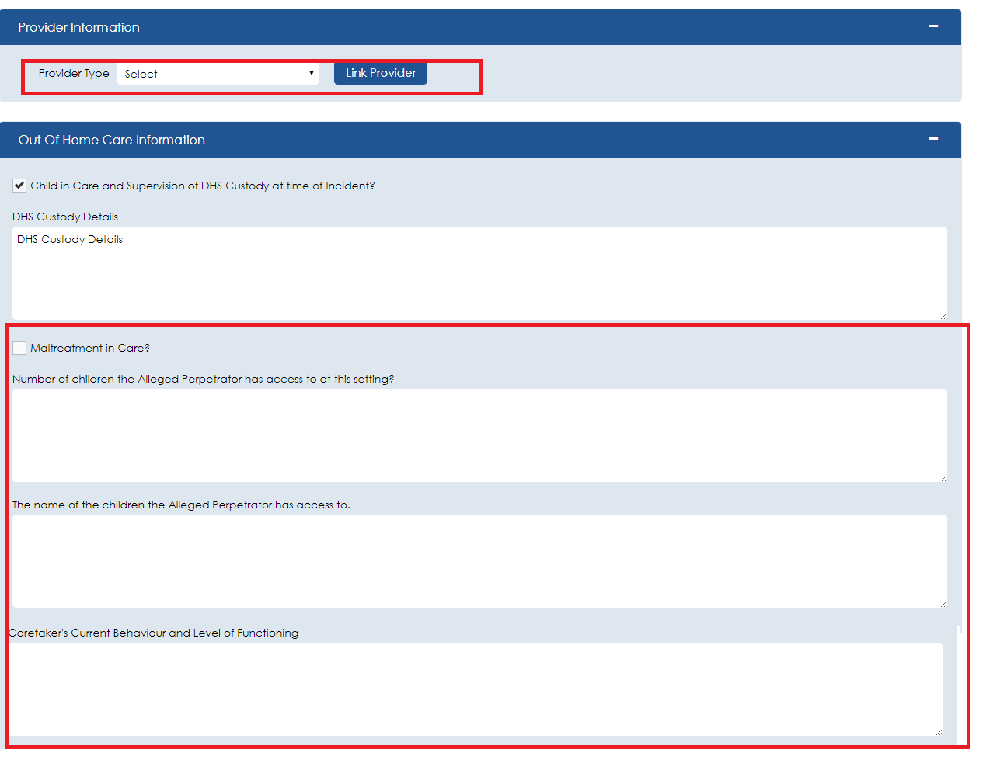 Provider Information
Provider Type Select Link Provider
Out Of Home Care Information
Child in Care and Supervision of DHS Custody at time of Incident?
DHS Custody Details
DHS Custody Details
Maltreatment in Care?
Number of children the Alleged Perpetrator has access to at this setting?
The name of the children the Alleged Perpetrator has access to.
Caretaker's Current Behaviour and Level of Functioning